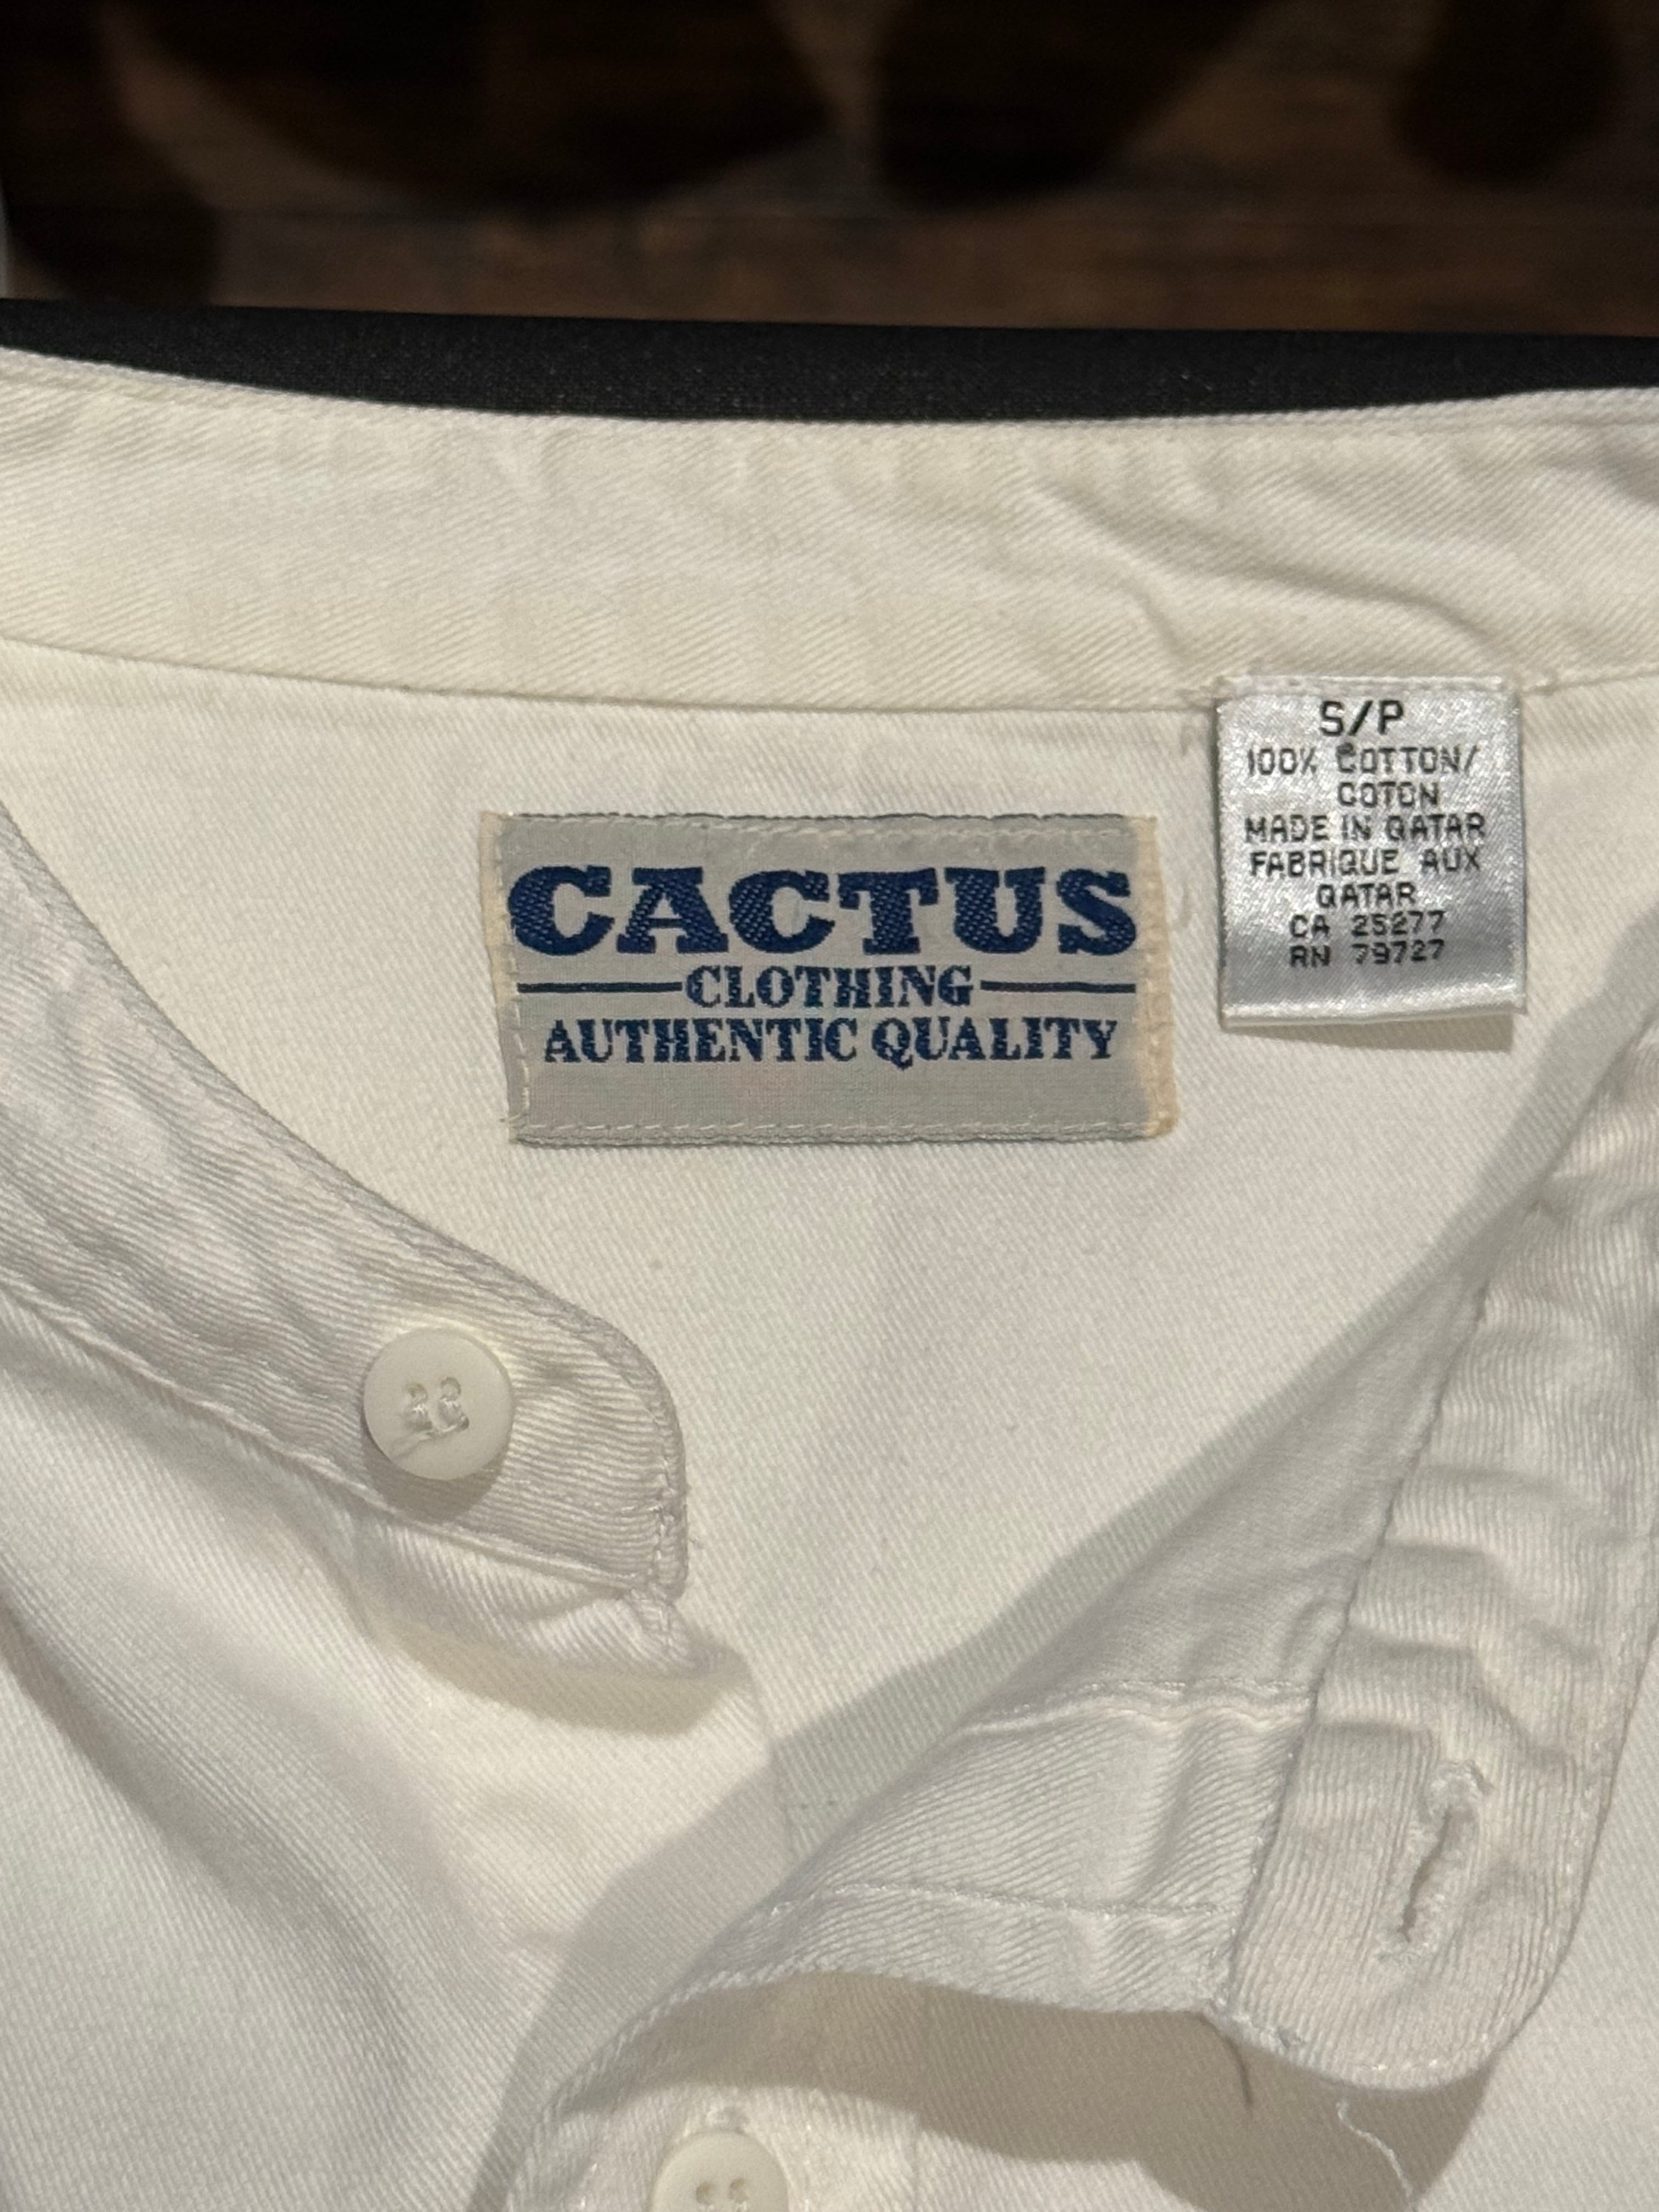 CACTUS
CLOTHING
AUTHENTIC QUALITY
S/P
100% COTTON/
COTON
MADE IN QATAR
FABRIQUE AUX
QATAR
CA 25277
RN 79727